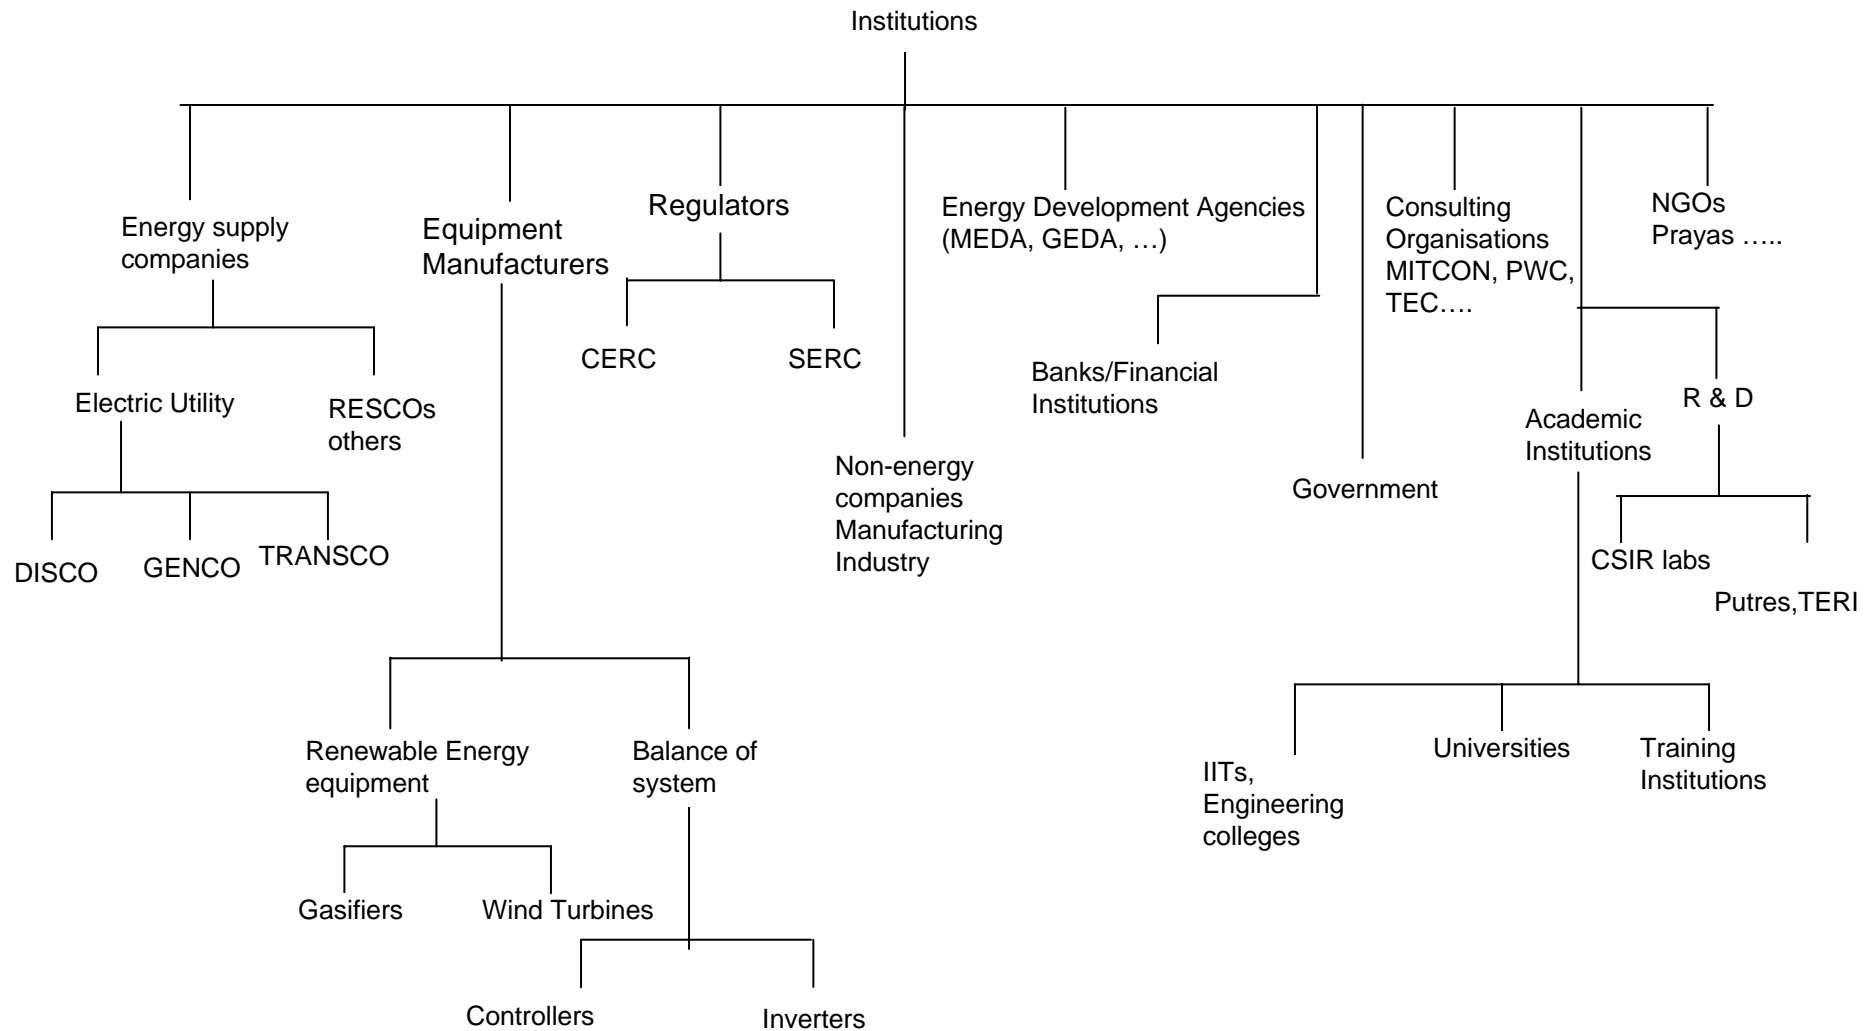 Institutions
Energy supply
companies
Equipment
Manufacturers
Regulators
Energy Development Agencies
(MEDA, GEDA, …)
Consulting
Organisations
MITCON, PWC,
TEC….
NGOs
Prayas …..
CERC
SERC
Banks/Financial
Institutions
Electric Utility
RESCOs
others
R & D
Academic
Institutions
Non-energy
companies
Manufacturing
Industry
Government
DISCO
GENCO
TRANSCO
CSIR labs
Putres,TERI
Renewable Energy
equipment
Balance of
system
IITs,
Engineering
colleges
Universities
Training
Institutions
Gasifiers
Wind Turbines
Controllers
Inverters